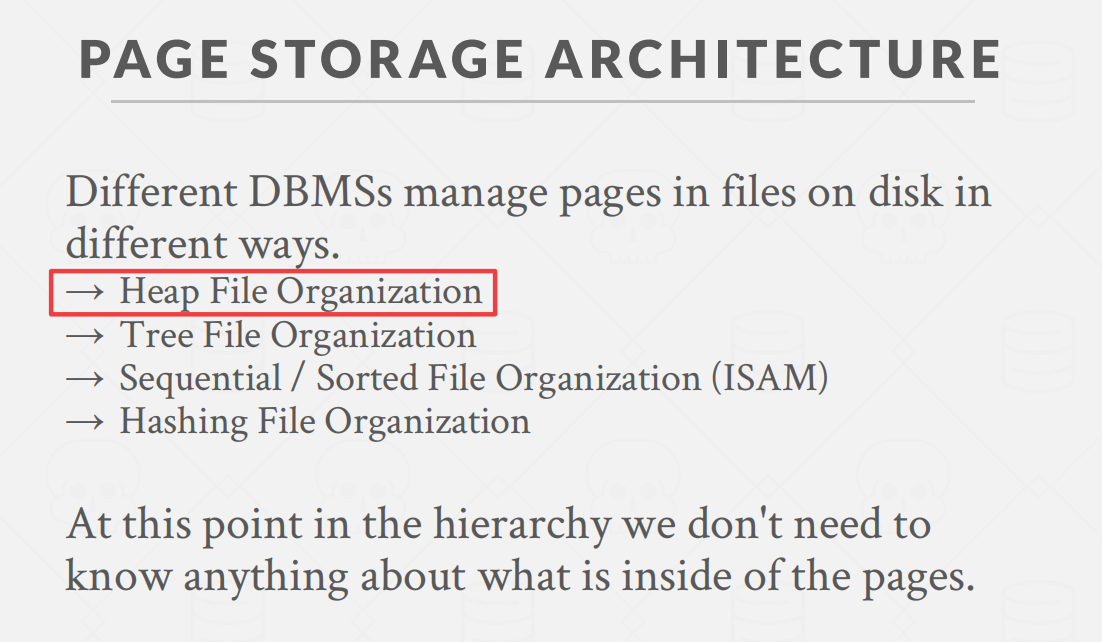 PAGE STORAGE ARCHITECTURE
Different DBMSs manage pages in files on disk in
different ways.
→ Heap File Organization
→ Tree File Organization
→ Sequential / Sorted File Organization (ISAM)
→ Hashing File Organization
At this point in the hierarchy we don't need to
know anything about what is inside of the pages.